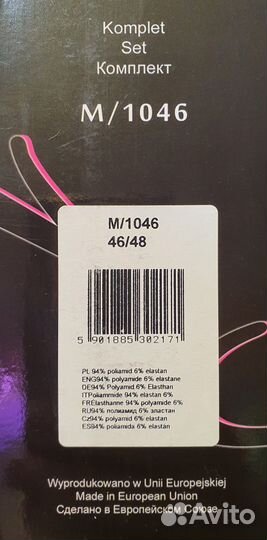 Komplet
Set
Комплект
M/1046
M/1046
46/48
5 901885 302171
PL 94% poliamid 6% elastan
ENG94% polyamide 6% elastane
DE94% Polyamid 6% Elasthan
ITPoliammide 94% elastan 6%
FRElasthanne 94% polyamide 6%
RU94% полиамид 6% эластан
Cz94% polyamid 6% elastan
ES94% poliamida 6% elastan
Wyprodukowano w Unii Europejskiej
Made in European Union
Сделано в Европейском Союзе
Avito